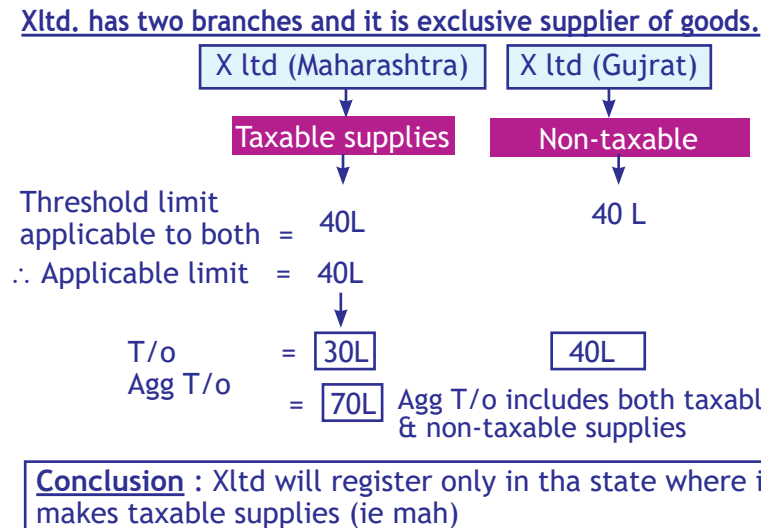 Xltd. has two branches and it is exclusive supplier of goods.
X ltd (Maharashtra) X ltd (Gujrat)
Taxable supplies Non-taxable
Threshold limit
applicable to both = 40L 40 L
∴ Applicable limit = 40L
T/o = 30L 40L
Agg T/o
= 70L Agg T/o includes both taxabl
& non-taxable supplies
Conclusion : Xltd will register only in tha state where i
makes taxable supplies (ie mah)